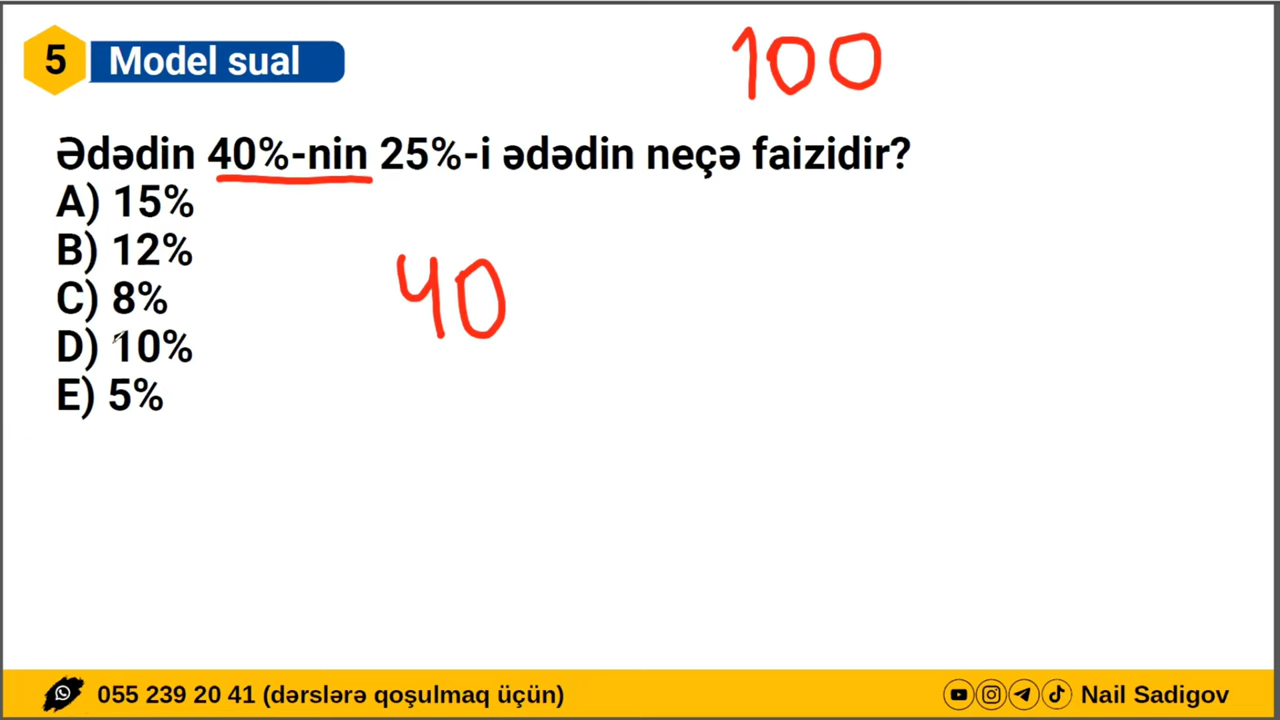 5 Model sual
100
Ədədin 40%-nin 25%-i ədədin neçə faizidir?
A) 15%
B) 12%
C) 8%
D) 10%
E) 5%
40
055 239 20 41 (dərslərə qoşulmaq üçün)
Nail Sadigov